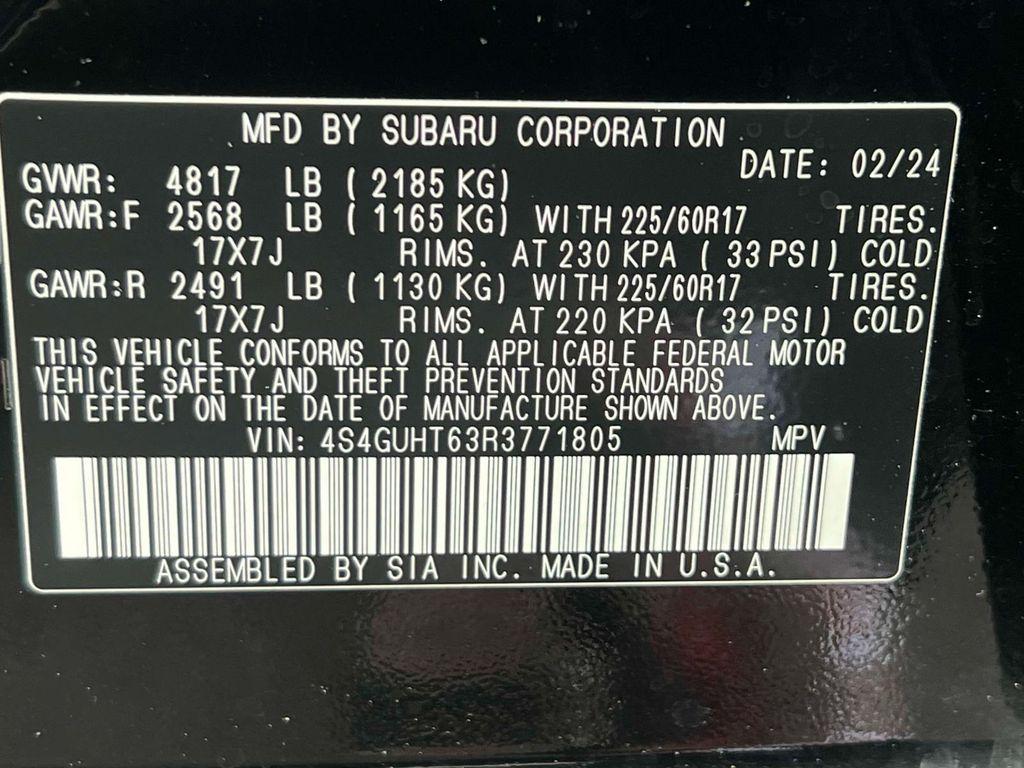 MFD BY SUBARU CORPORATION
DATE: 02/24
GVWR: 4817 LB ( 2185 KG)
GAWR:F 2568 LB ( 1165 KG) WITH 225/60R17 TIRES.
17X7J RIMS. AT 230 KPA ( 33 PSI) COLD
GAWR:R 2491 LB ( 1130 KG) WITH 225/60R17 TIRES.
17X7J RIMS. AT 220 KPA ( 32 PSI) COLD
THIS VEHICLE CONFORMS TO ALL APPLICABLE FEDERAL MOTOR
VEHICLE SAFETY AND THEFT PREVENTION STANDARDS
IN EFFECT ON THE DATE OF MANUFACTURE SHOWN ABOVE.
VIN: 4S4GUHT63R3771805 MPV
ASSEMBLED BY SIA INC. MADE IN U.S.A.